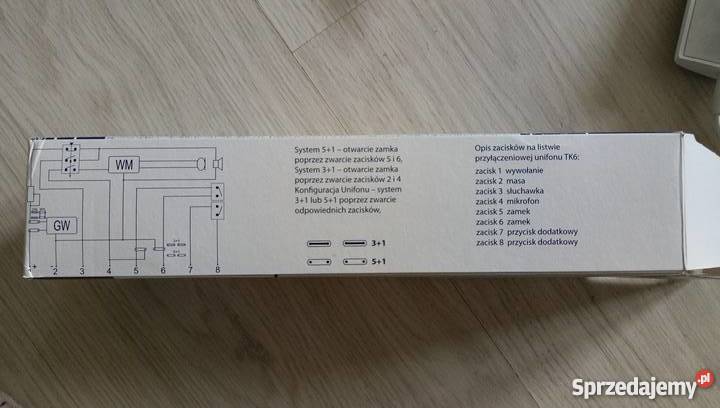 WM
GW
3+1
5+1
+ - 2 3 4 5 6 7 8
System 5+1 – otwarcie zamka
poprzez zwarcie zacisków 5 i 6,
System 3+1 – otwarcie zamka
poprzez zwarcie zacisków 2 i 4
Konfiguracja Unifonu – system
3+1 lub 5+1 poprzez zwarcie
odpowiednich zacisków,
3+1
5+1
Opis zacisków na listwie
przyłączeniowej unifonu TK6:
zacisk 1 wywołanie
zacisk 2 masa
zacisk 3 słuchawka
zacisk 4 mikrofon
zacisk 5 zamek
zacisk 6 zamek
zacisk 7 przycisk dodatkowy
zacisk 8 przycisk dodatkowy
Sprzedajemy.pl